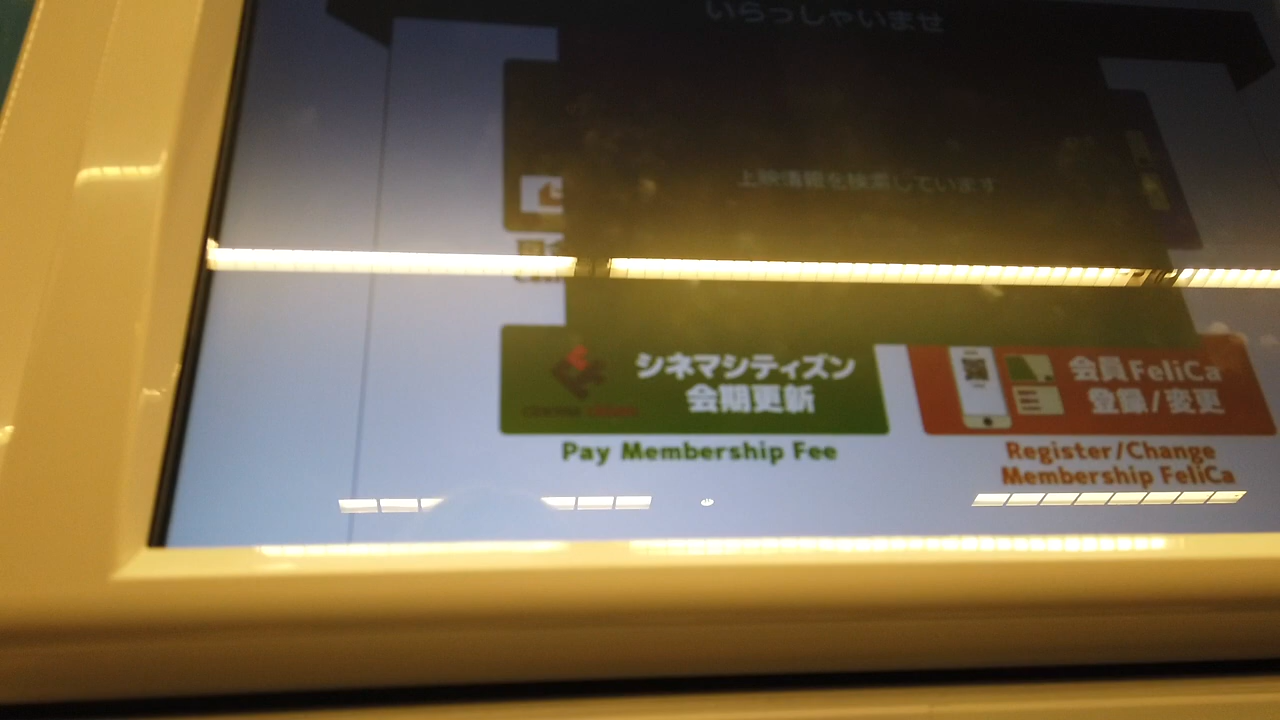 いらっしゃいませ
上映情報を検索しています
シネマシティズン
会期更新
Pay Membership Fee
会員FeliCa
登録/変更
Register/Change
Membership FeliCa